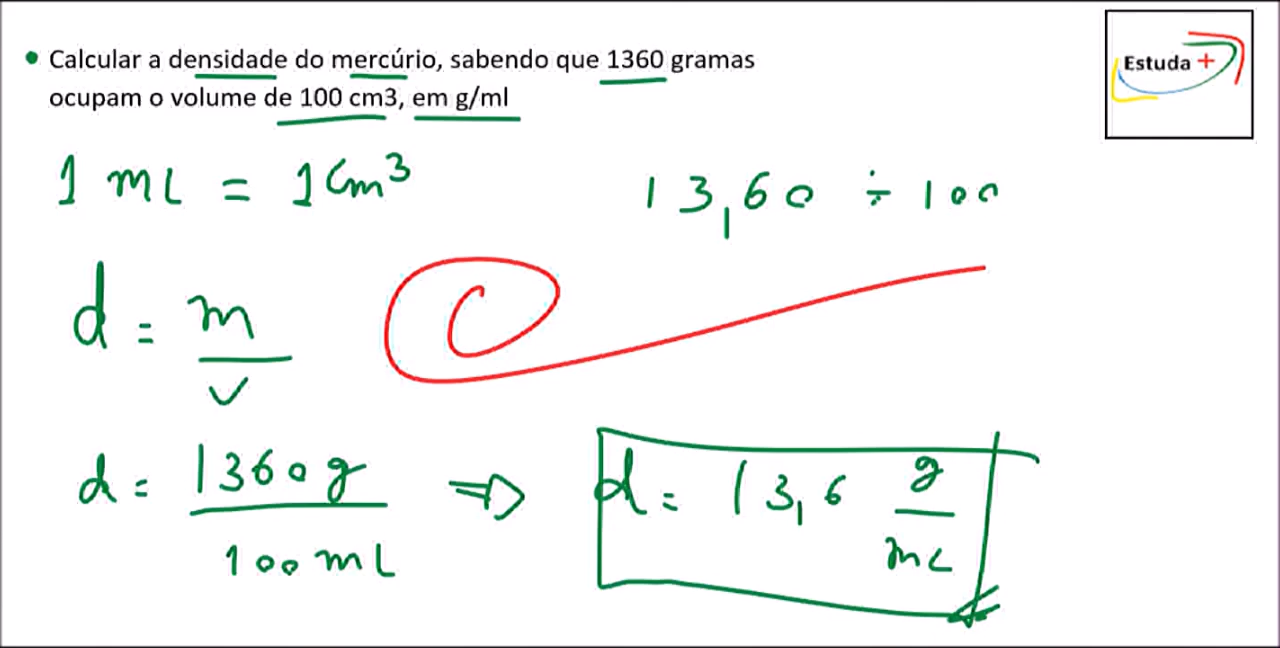 • Calcular a densidade do mercúrio, sabendo que 1360 gramas
ocupam o volume de 100 cm3, em g/ml
Estuda +
1 mL = 1 Cm³
13,60 ÷ 100
d = m
v
C
d = 1360 g
100 mL
⇒ d = 13,6 g
mL